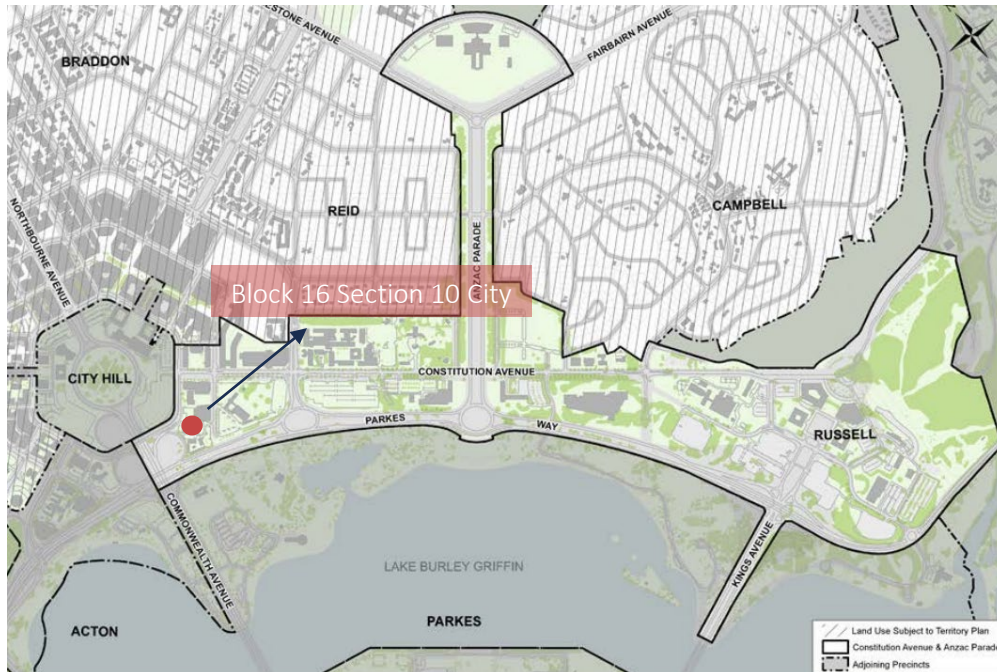 LESTONE AVENUE
FAIRBAIRN AVENUE
BRADDON
NORTHBOURNE AVENUE
REID
CAMPBELL
ANZAC PARADE
Block 16 Section 10 City
CITY HILL
CONSTITUTION AVENUE
PARKES WAY
RUSSELL
COMMONWEALTH AVENUE
KINGS AVENUE
LAKE BURLEY GRIFFIN
ACTON
PARKES
Land Use Subject to Territory Plan
Constitution Avenue & Anzac Parade
Adjoining Precincts